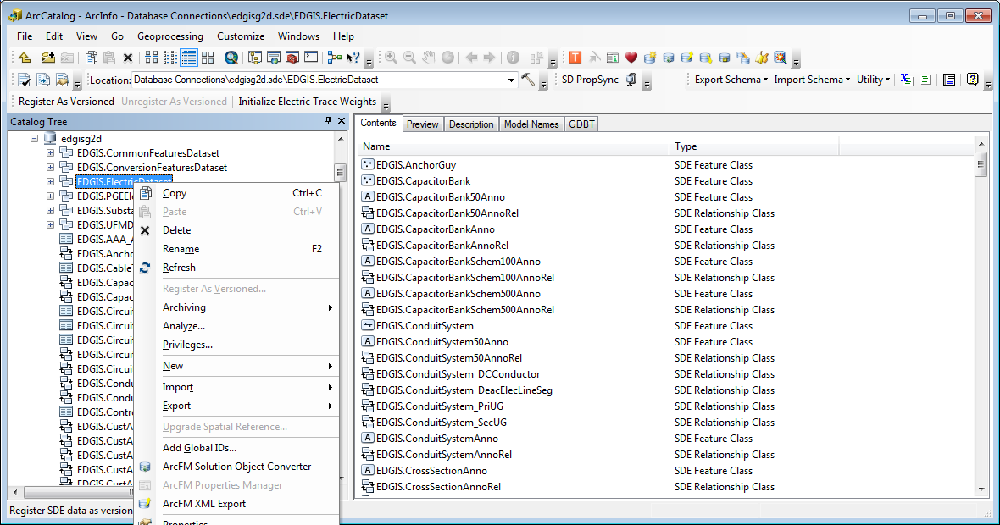 ArcCatalog - ArcInfo - Database Connections\edgisg2d.sde\EDGIS.ElectricDataset
File Edit View Go Geoprocessing Customize Windows Help
Location: Database Connections\edgisg2d.sde\EDGIS.ElectricDataset
SD PropSync
Export Schema Import Schema Utility
Register As Versioned Unregister As Versioned Initialize Electric Trace Weights
Catalog Tree
edgisg2d
EDGIS.CommonFeaturesDataset
EDGIS.ConversionFeaturesDataset
EDGIS.ElectricDataset
EDGIS.PGEEle
EDGIS.Substa
EDGIS.UFMD
EDGIS.AAA_A
EDGIS.Ancho
EDGIS.CableT
EDGIS.Capac
EDGIS.Capac
EDGIS.Circuit
EDGIS.Circuit
EDGIS.Circuit
EDGIS.Circuit
EDGIS.Circuit
EDGIS.Condu
EDGIS.Condu
EDGIS.Contro
EDGIS.CustA
EDGIS.CustA
EDGIS.CustA
EDGIS.CustA
EDGIS.CustA
Copy Ctrl+C
Paste Ctrl+V
Delete
Rename F2
Refresh
Register As Versioned...
Archiving
Analyze...
Privileges...
New
Import
Export
Upgrade Spatial Reference...
Add Global IDs...
ArcFM Solution Object Converter
ArcFM Properties Manager
ArcFM XML Export
Properties
Contents Preview Description Model Names GDBT
Name Type
EDGIS.AnchorGuy SDE Feature Class
EDGIS.CapacitorBank SDE Feature Class
EDGIS.CapacitorBank50Anno SDE Feature Class
EDGIS.CapacitorBank50AnnoRel SDE Relationship Class
EDGIS.CapacitorBankAnno SDE Feature Class
EDGIS.CapacitorBankAnnoRel SDE Relationship Class
EDGIS.CapacitorBankSchem100Anno SDE Feature Class
EDGIS.CapacitorBankSchem100AnnoRel SDE Relationship Class
EDGIS.CapacitorBankSchem500Anno SDE Feature Class
EDGIS.CapacitorBankSchem500AnnoRel SDE Relationship Class
EDGIS.ConduitSystem SDE Feature Class
EDGIS.ConduitSystem50Anno SDE Feature Class
EDGIS.ConduitSystem50AnnoRel SDE Relationship Class
EDGIS.ConduitSystem_DCConductor SDE Relationship Class
EDGIS.ConduitSystem_DeacElecLineSeg SDE Relationship Class
EDGIS.ConduitSystem_PriUG SDE Relationship Class
EDGIS.ConduitSystem_SecUG SDE Relationship Class
EDGIS.ConduitSystemAnno SDE Feature Class
EDGIS.ConduitSystemAnnoRel SDE Relationship Class
EDGIS.CrossSectionAnno SDE Feature Class
EDGIS.CrossSectionAnnoRel SDE Relationship Class
Register SDE data as version